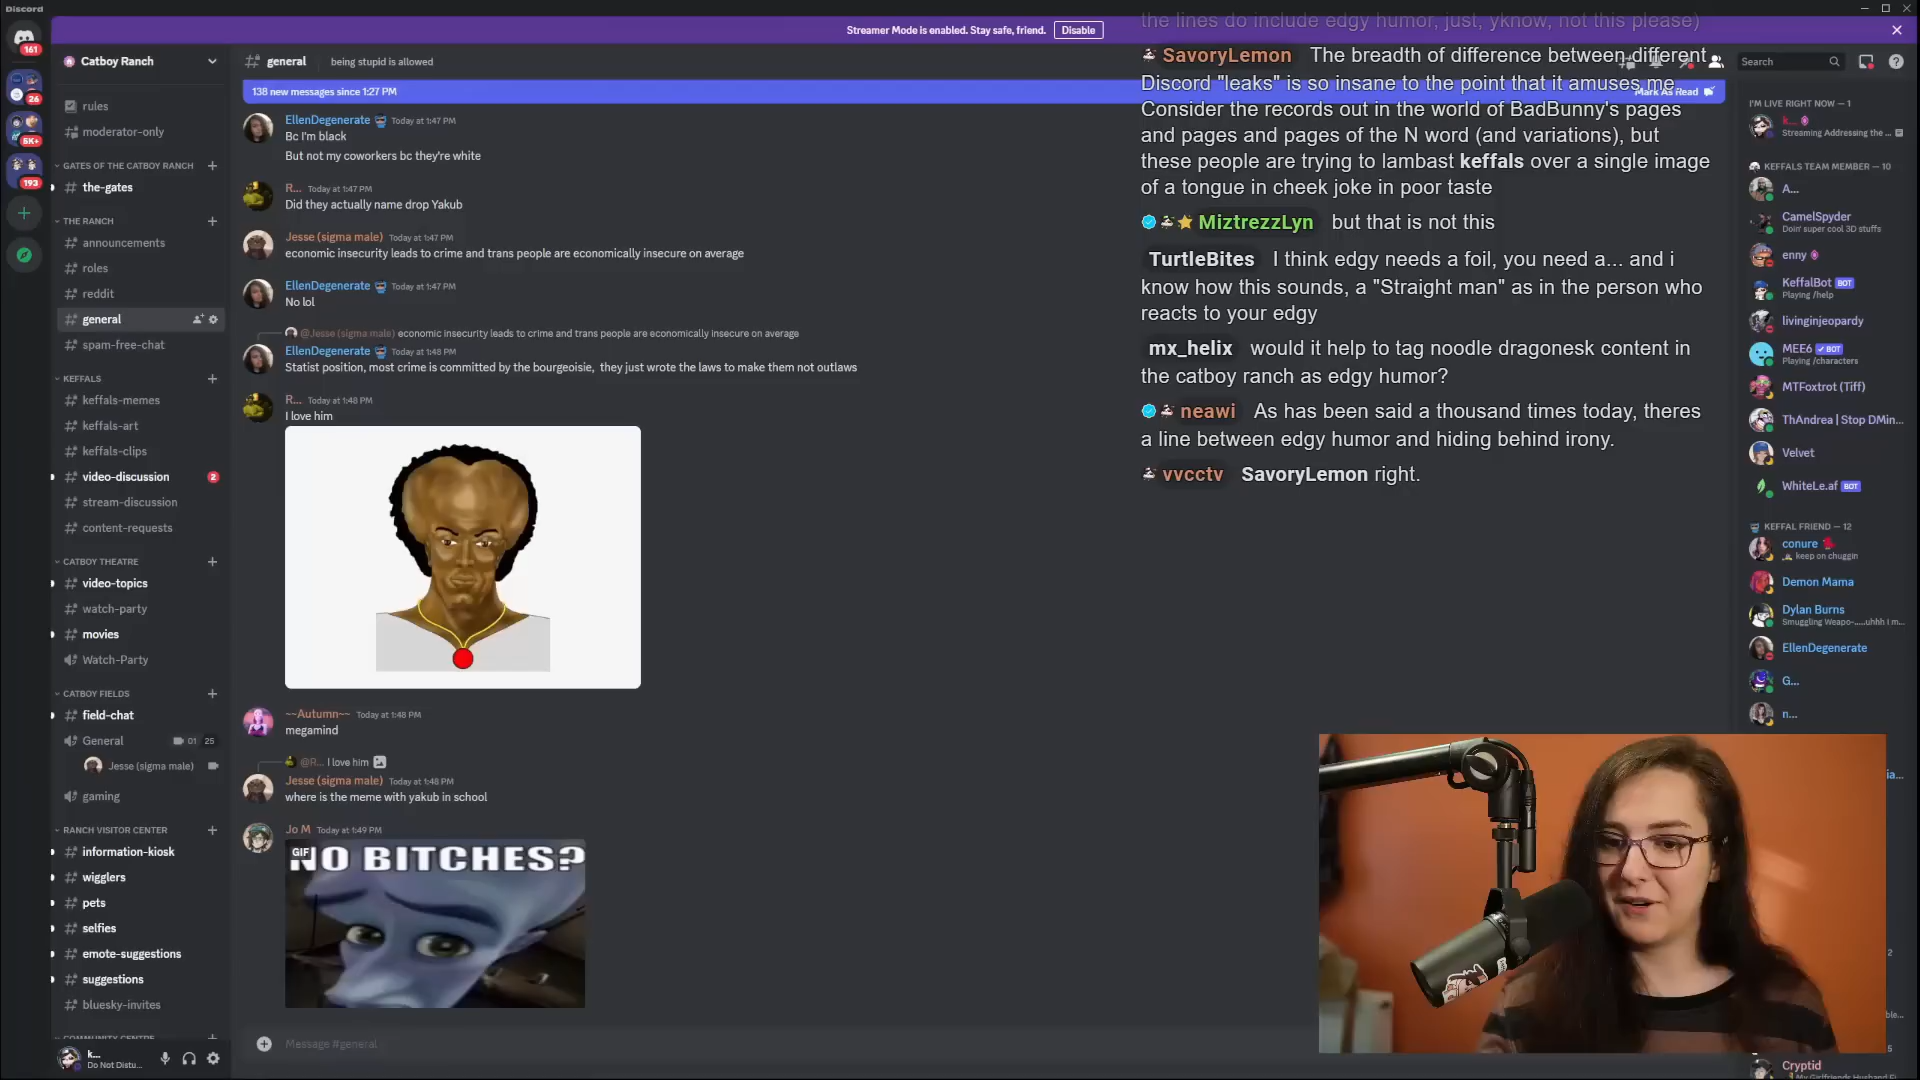 Discord
Streamer Mode is enabled. Stay safe, friend.
Disable
161
26
5K+
193
Catboy Ranch
rules
moderator-only
GATES OF THE CATBOY RANCH
the-gates
THE RANCH
announcements
roles
reddit
general
spam-free-chat
KEFFALS
keffals-memes
keffals-art
keffals-clips
video-discussion
2
stream-discussion
content-requests
CATBOY THEATRE
video-topics
watch-party
movies
Watch-Party
CATBOY FIELDS
field-chat
General
01 25
Jesse (sigma male)
gaming
RANCH VISITOR CENTER
information-kiosk
wigglers
pets
selfies
emote-suggestions
suggestions
bluesky-invites
COMMUNITY CENTRE
k...
Do Not Distu...
general
being stupid is allowed
138 new messages since 1:27 PM
Mark As Read
EllenDegenerate Today at 1:47 PM
Bc I'm black
But not my coworkers bc they're white
R... Today at 1:47 PM
Did they actually name drop Yakub
Jesse (sigma male) Today at 1:47 PM
economic insecurity leads to crime and trans people are economically insecure on average
EllenDegenerate Today at 1:47 PM
No lol
@Jesse (sigma male) economic insecurity leads to crime and trans people are economically insecure on average
EllenDegenerate Today at 1:48 PM
Statist position, most crime is committed by the bourgeoisie, they just wrote the laws to make them not outlaws
R... Today at 1:48 PM
I love him
~~Autumn~~ Today at 1:48 PM
megamind
@R... I love him
Jesse (sigma male) Today at 1:48 PM
where is the meme with yakub in school
Jo M Today at 1:49 PM
GIF
NO BITCHES?
Message #general
the lines do include edgy humor, just, yknow, not this please)
SavoryLemon The breadth of difference between different
Discord "leaks" is so insane to the point that it amuses me
Consider the records out in the world of BadBunny's pages
and pages and pages of the N word (and variations), but
these people are trying to lambast keffals over a single image
of a tongue in cheek joke in poor taste
MiztrezzLyn but that is not this
TurtleBites I think edgy needs a foil, you need a... and i
know how this sounds, a "Straight man" as in the person who
reacts to your edgy
mx_helix would it help to tag noodle dragonesk content in
the catboy ranch as edgy humor?
neawi As has been said a thousand times today, theres
a line between edgy humor and hiding behind irony.
vvcctv SavoryLemon right.
Search
I'M LIVE RIGHT NOW — 1
k...
Streaming Addressing the ...
KEFFALS TEAM MEMBER — 10
A...
CamelSpyder
Doin' super cool 3D stuffs
enny
KeffalBot BOT
Playing /help
livinginjeopardy
MEE6 BOT
Playing /characters
MTFoxtrot (Tiff)
ThAndrea | Stop DMin...
Velvet
WhiteLe.af BOT
KEFFAL FRIEND — 12
conure
keep on chuggin
Demon Mama
Dylan Burns
Smuggling Weapo-.....uhhh i m...
EllenDegenerate
G...
n...
Cryptid